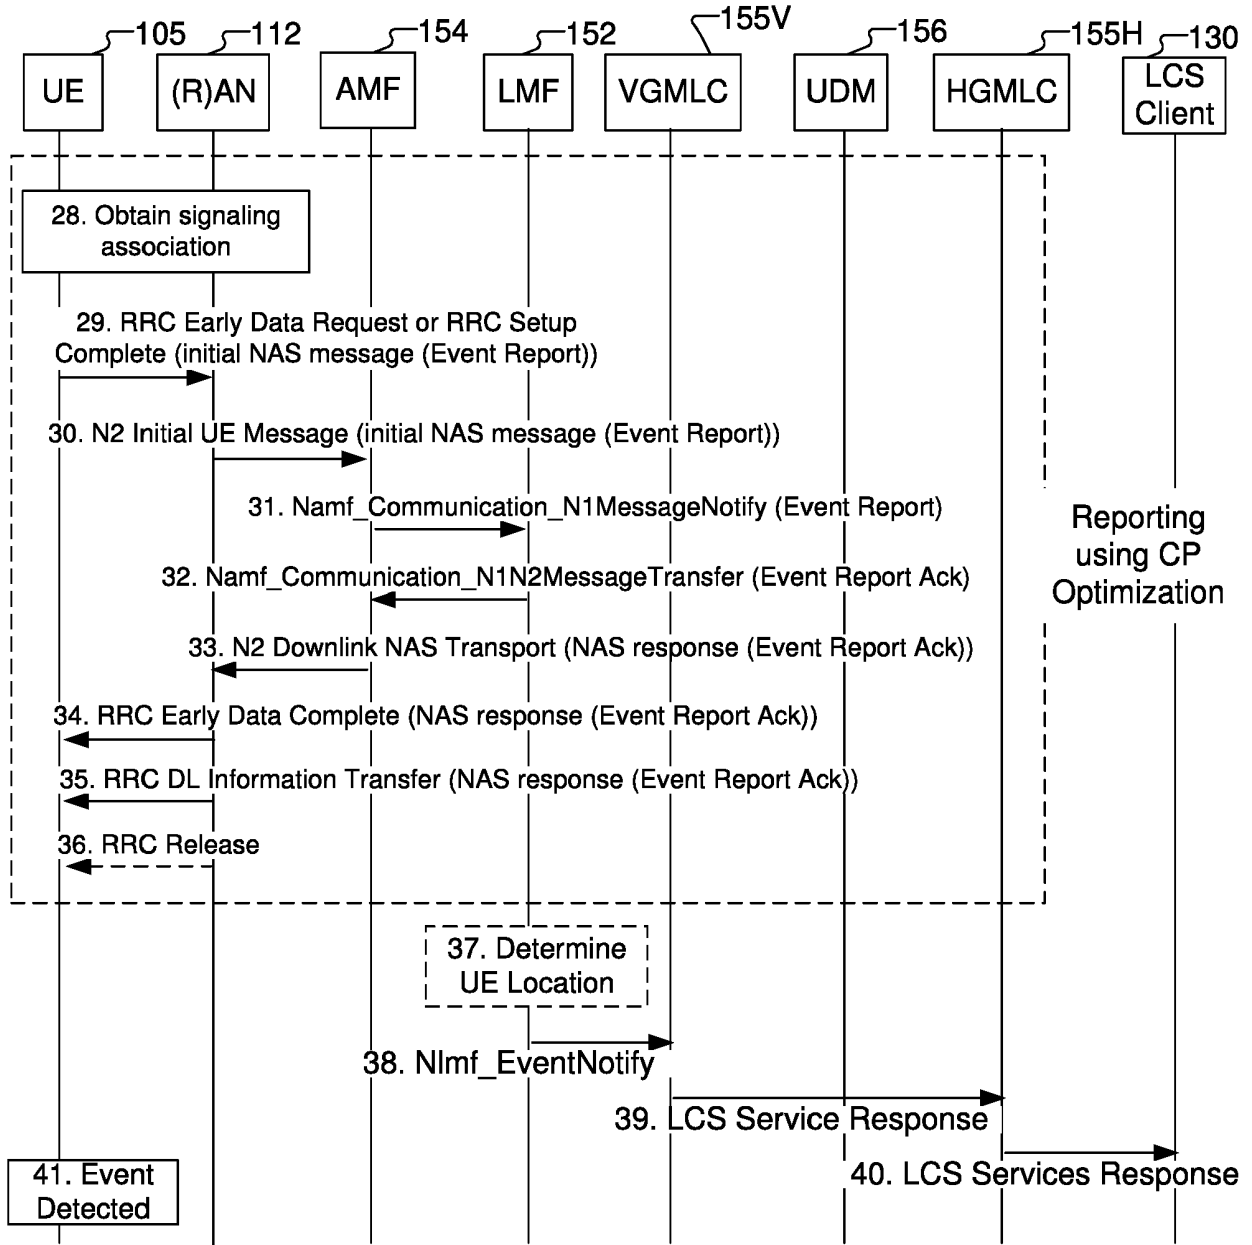 105
112
154
152
155V
156
155H
130
UE
(R)AN
AMF
LMF
VGMLC
UDM
HGMLC
LCS
Client
28. Obtain signaling
association
29. RRC Early Data Request or RRC Setup
Complete (initial NAS message (Event Report))
30. N2 Initial UE Message (initial NAS message (Event Report))
31. Namf_Communication_N1MessageNotify (Event Report)
Reporting
using CP
Optimization
32. Namf_Communication_N1N2MessageTransfer (Event Report Ack)
33. N2 Downlink NAS Transport (NAS response (Event Report Ack))
34. RRC Early Data Complete (NAS response (Event Report Ack))
35. RRC DL Information Transfer (NAS response (Event Report Ack))
36. RRC Release
37. Determine
UE Location
38. Nlmf_EventNotify
39. LCS Service Response
40. LCS Services Response
41. Event
Detected